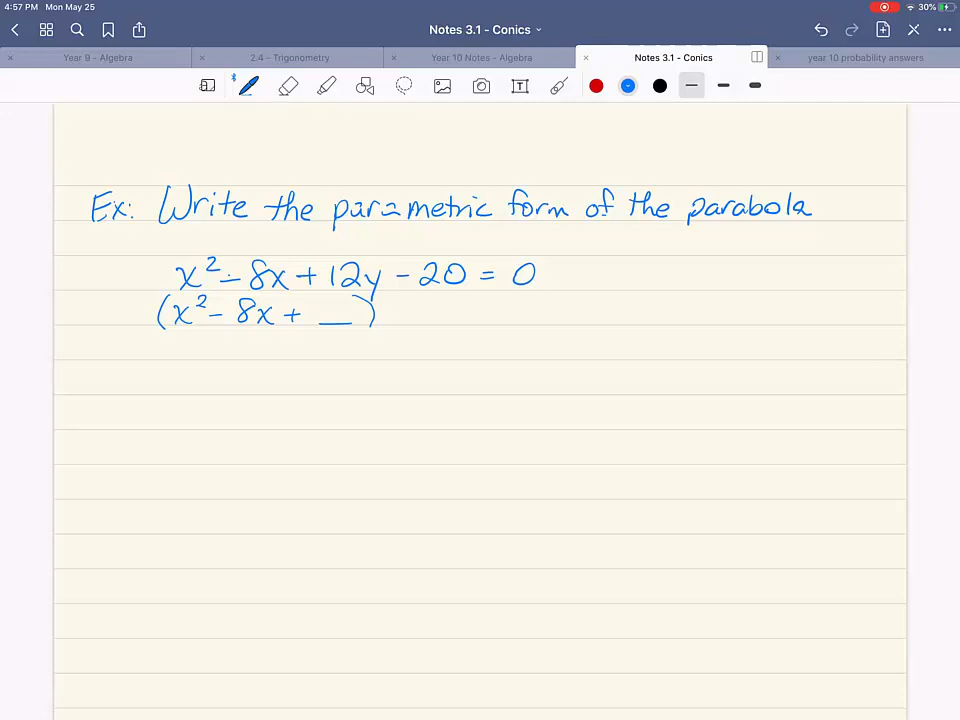 4:57 PM Mon May 25
30%
Notes 3.1 - Conics
Year 9 - Algebra
2.4 - Trigonometry
Year 10 Notes - Algebra
Notes 3.1 - Conics
year 10 probability answers
Ex: Write the parametric form of the parabola
x² - 8x + 12y - 20 = 0
(x² - 8x + __)